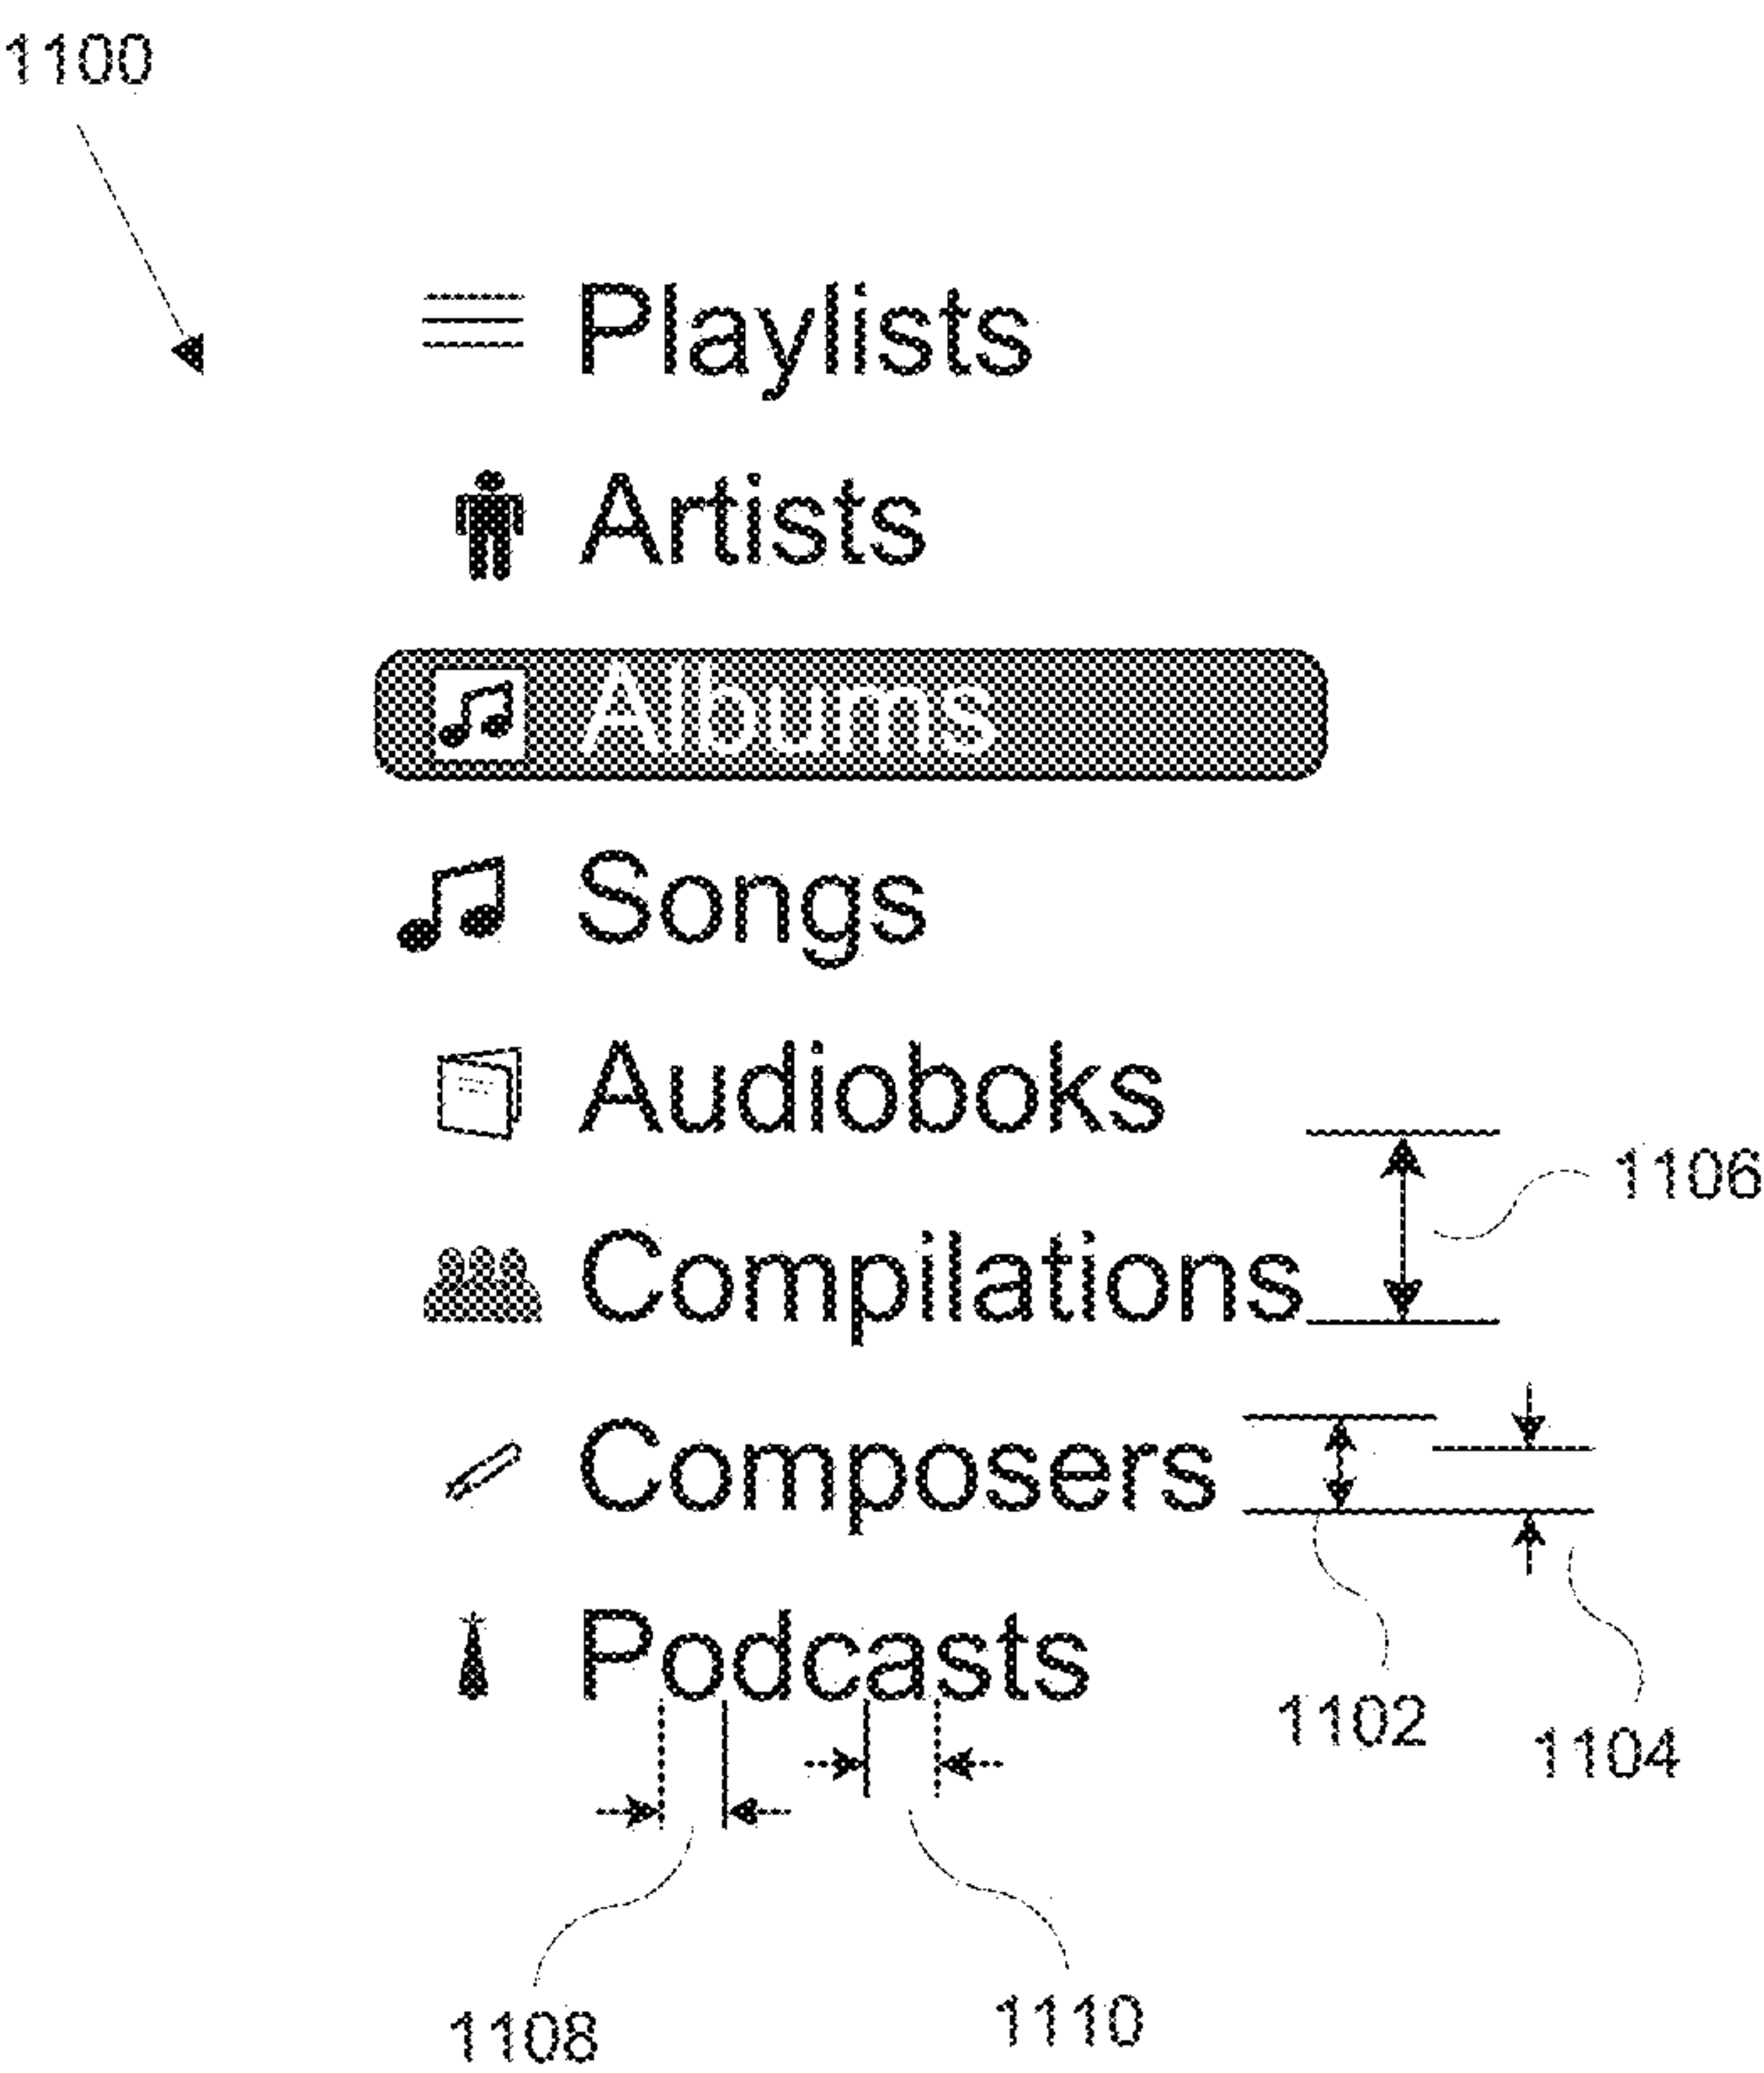 1100
Playlists
Artists
Albums
Songs
Audioboks
1106
Compilations
Composers
Podcasts
1102
1104
1108
1110